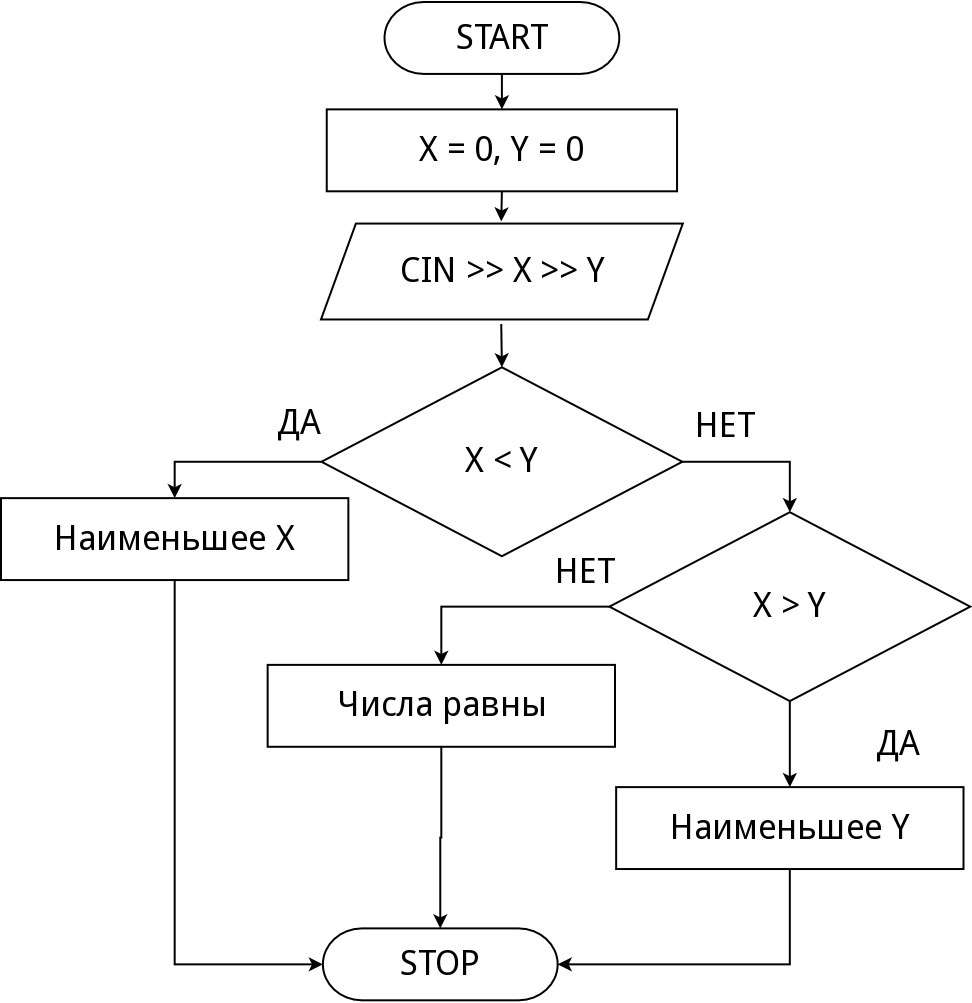 START
X = 0, Y = 0
CIN >> X >> Y
X < Y
ДА
НЕТ
Наименьшее X
X > Y
НЕТ
Числа равны
ДА
Наименьшее Y
STOP